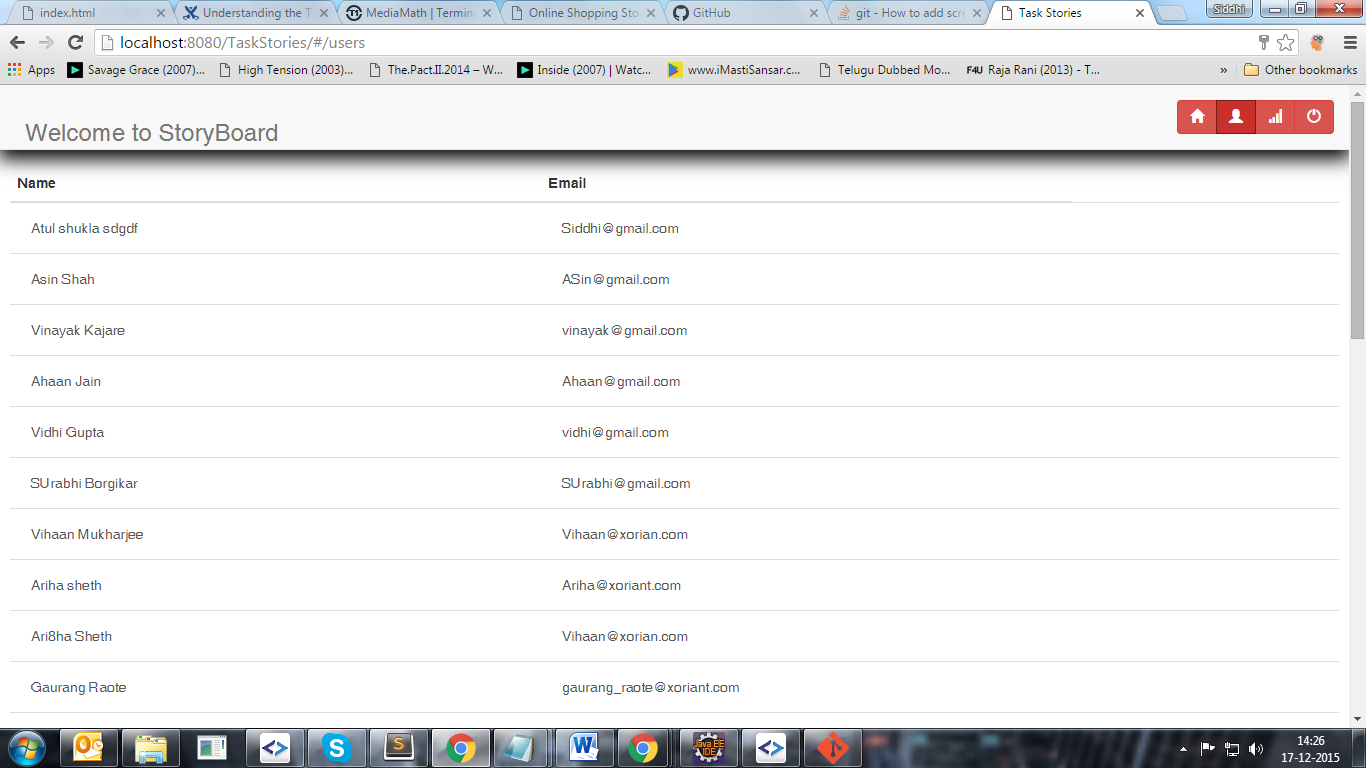 index.html Understanding the T MediaMath | Termin Online Shopping Sto GitHub git - How to add scre Task Stories Siddhi
localhost:8080/TaskStories/#/users
Apps Savage Grace (2007)... High Tension (2003)... The.Pact.II.2014 – W... Inside (2007) | Watc... www.iMastiSansar.c... Telugu Dubbed Mo... F4U Raja Rani (2013) - T... » Other bookmarks
Welcome to StoryBoard
Name Email
Atul shukla sdgdf Siddhi@gmail.com
Asin Shah ASin@gmail.com
Vinayak Kajare vinayak@gmail.com
Ahaan Jain Ahaan@gmail.com
Vidhi Gupta vidhi@gmail.com
SUrabhi Borgikar SUrabhi@gmail.com
Vihaan Mukharjee Vihaan@xorian.com
Ariha sheth Ariha@xoriant.com
Ari8ha Sheth Vihaan@xorian.com
Gaurang Raote gaurang_raote@xoriant.com
Java EE
IDE
14:26
17-12-2015